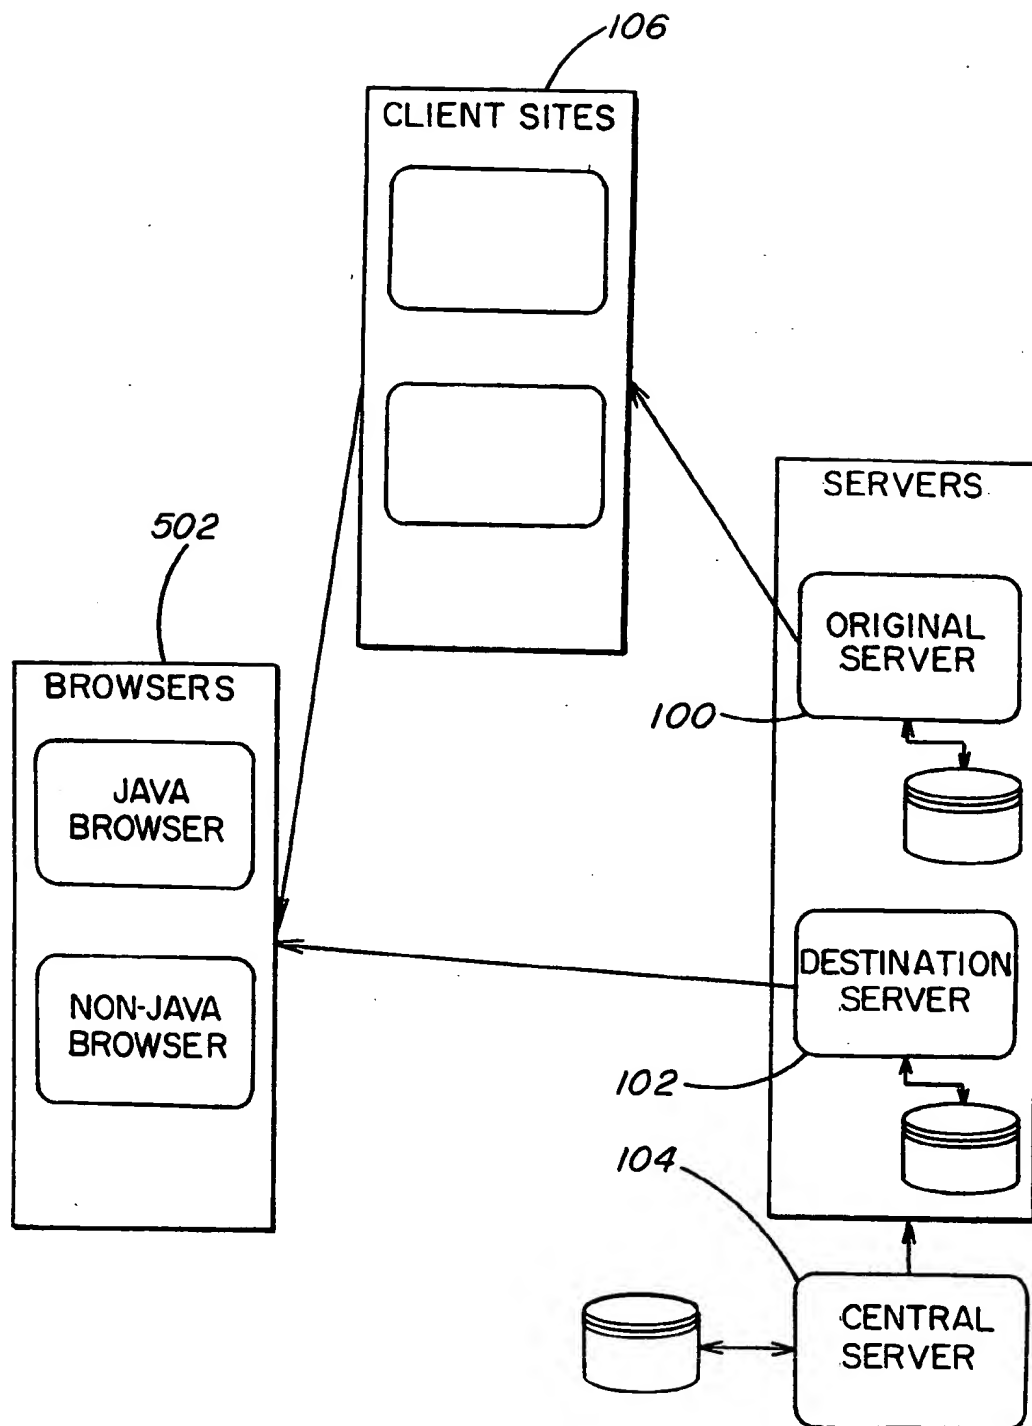 106
CLIENT SITES
SERVERS
502
ORIGINAL
SERVER
BROWSERS
100
JAVA
BROWSER
DESTINATION
SERVER
NON-JAVA
BROWSER
102
104
CENTRAL
SERVER